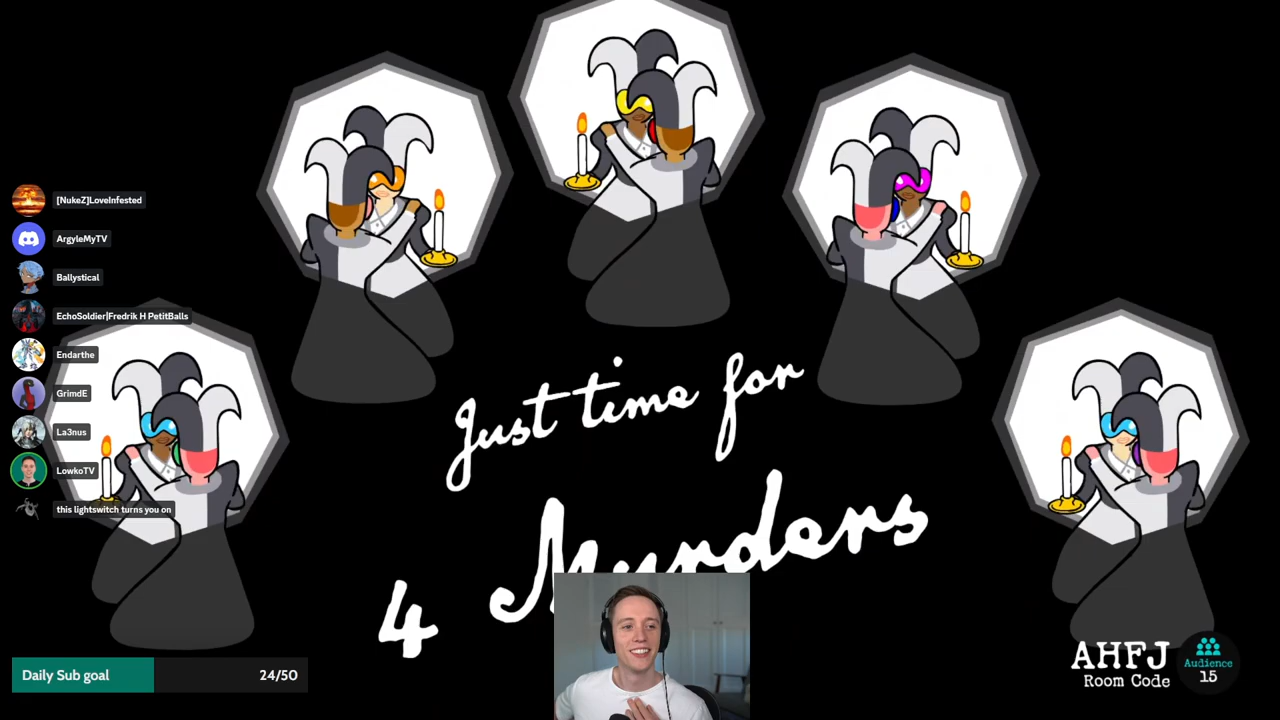 [NukeZ]LoveInfested
ArgyleMyTV
Ballystical
EchoSoldier|Fredrik H PetitBalls
Endarthe
GrimdE
La3nus
LowkoTV
this lightswitch turns you on
Just time for
4 Murders
Daily Sub goal 24/50
AHFJ
Room Code
Audience
15